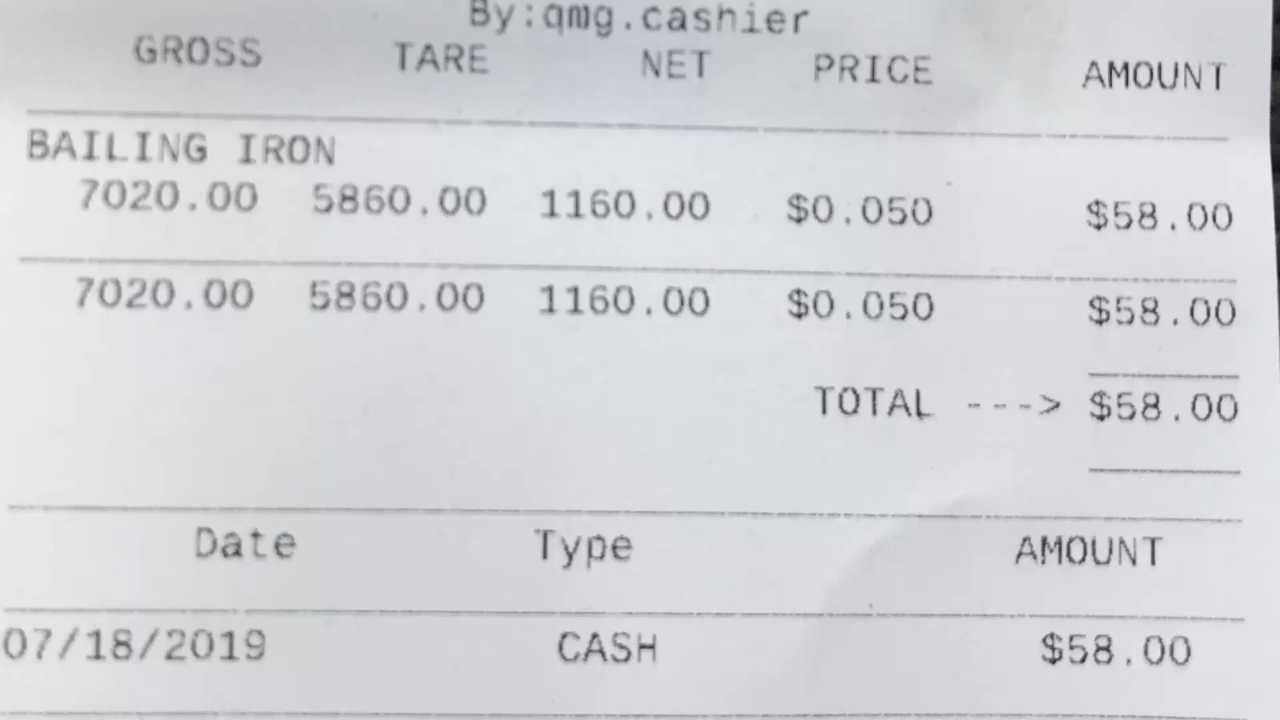 By:qmg.cashier
GROSS TARE NET PRICE AMOUNT
BAILING IRON
7020.00 5860.00 1160.00 $0.050 $58.00
7020.00 5860.00 1160.00 $0.050 $58.00
TOTAL ---> $58.00
Date Type AMOUNT
07/18/2019 CASH $58.00